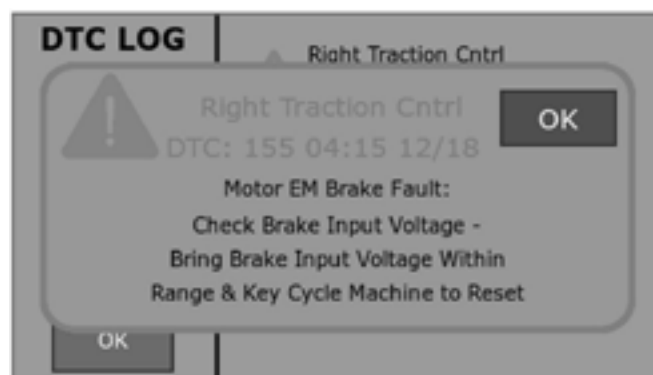 DTC LOG
Right Traction Cntrl
Right Traction Cntrl
OK
DTC: 155 04:15 12/18
Motor EM Brake Fault:
Check Brake Input Voltage -
Bring Brake Input Voltage Within
Range & Key Cycle Machine to Reset
OK